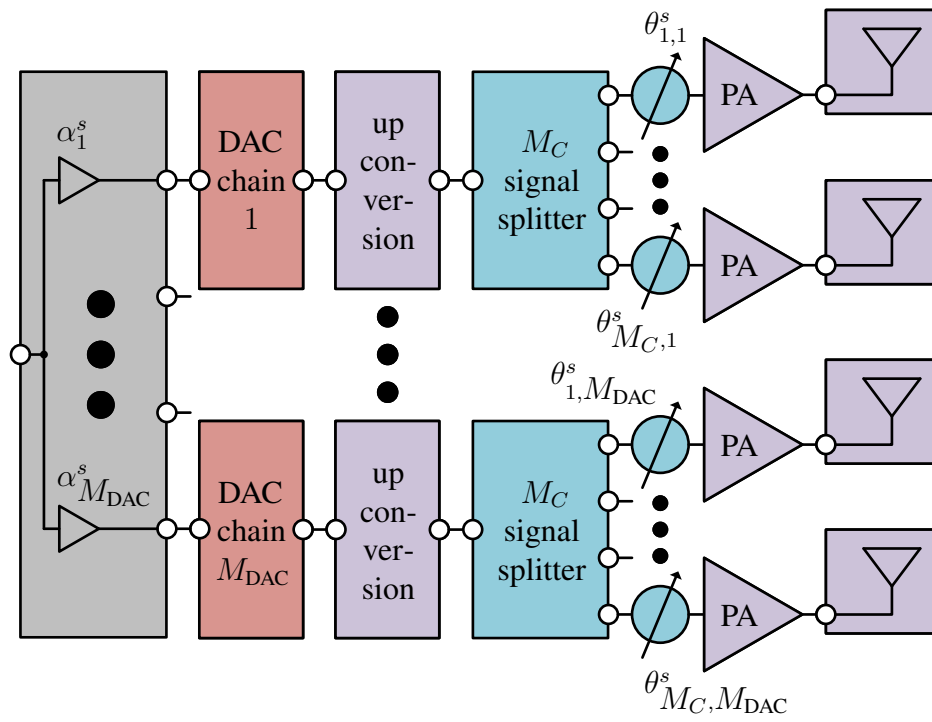 θ^s_{1,1}
α^s_1
DAC
chain
1
up
con-
ver-
sion
M_C
signal
splitter
PA
PA
θ^s_{M_C,1}
θ^s_{1,M_DAC}
α^s_{M_DAC}
DAC
chain
M_DAC
up
con-
ver-
sion
M_C
signal
splitter
PA
PA
θ^s_{M_C,M_DAC}